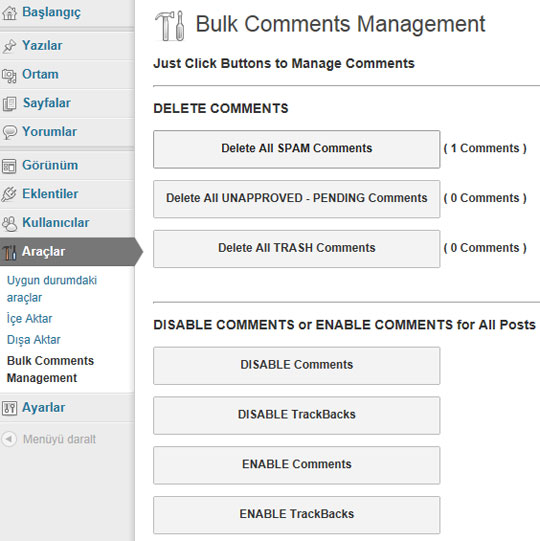 Başlangıç
Yazılar
Ortam
Sayfalar
Yorumlar
Görünüm
Eklentiler
Kullanıcılar
Araçlar
Uygun durumdaki
araçlar
İçe Aktar
Dışa Aktar
Bulk Comments
Management
Ayarlar
Menüyü daralt
Bulk Comments Management
Just Click Buttons to Manage Comments
DELETE COMMENTS
Delete All SPAM Comments ( 1 Comments )
Delete All UNAPPROVED - PENDING Comments ( 0 Comments )
Delete All TRASH Comments ( 0 Comments )
DISABLE COMMENTS or ENABLE COMMENTS for All Posts
DISABLE Comments
DISABLE TrackBacks
ENABLE Comments
ENABLE TrackBacks